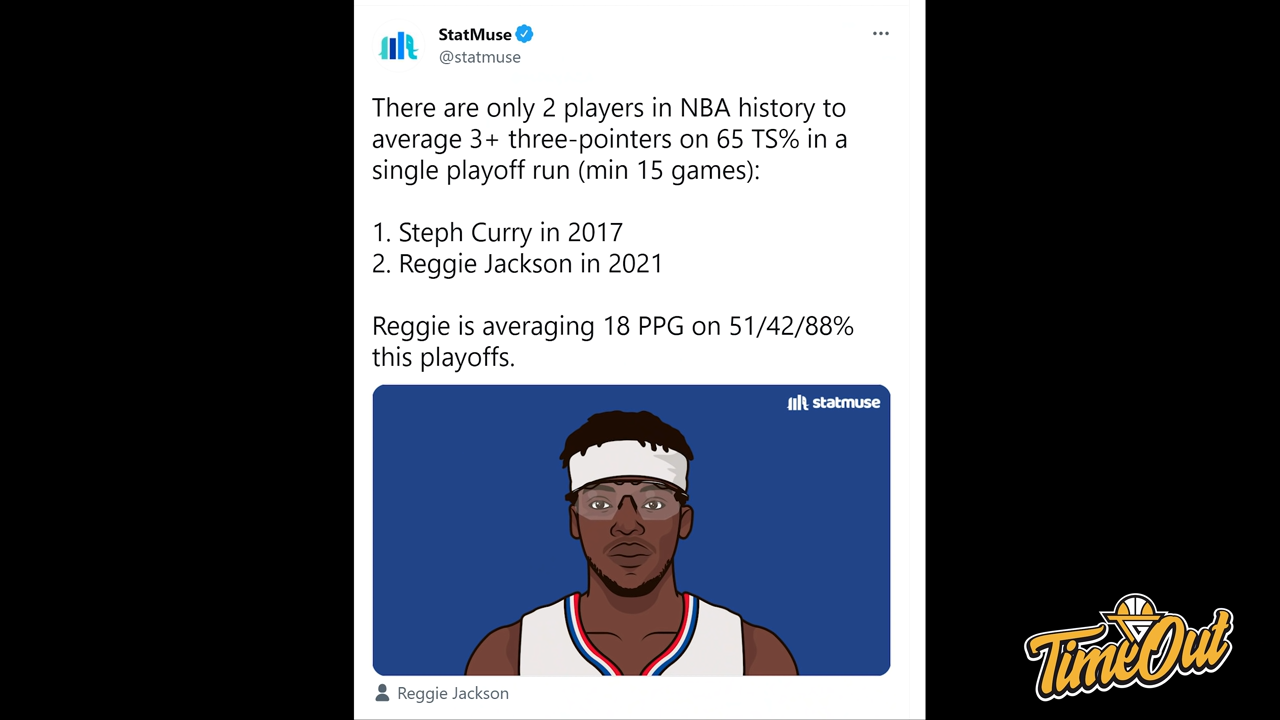 StatMuse
@statmuse
There are only 2 players in NBA history to
average 3+ three-pointers on 65 TS% in a
single playoff run (min 15 games):
1. Steph Curry in 2017
2. Reggie Jackson in 2021
Reggie is averaging 18 PPG on 51/42/88%
this playoffs.
statmuse
Reggie Jackson
TimeOut
G